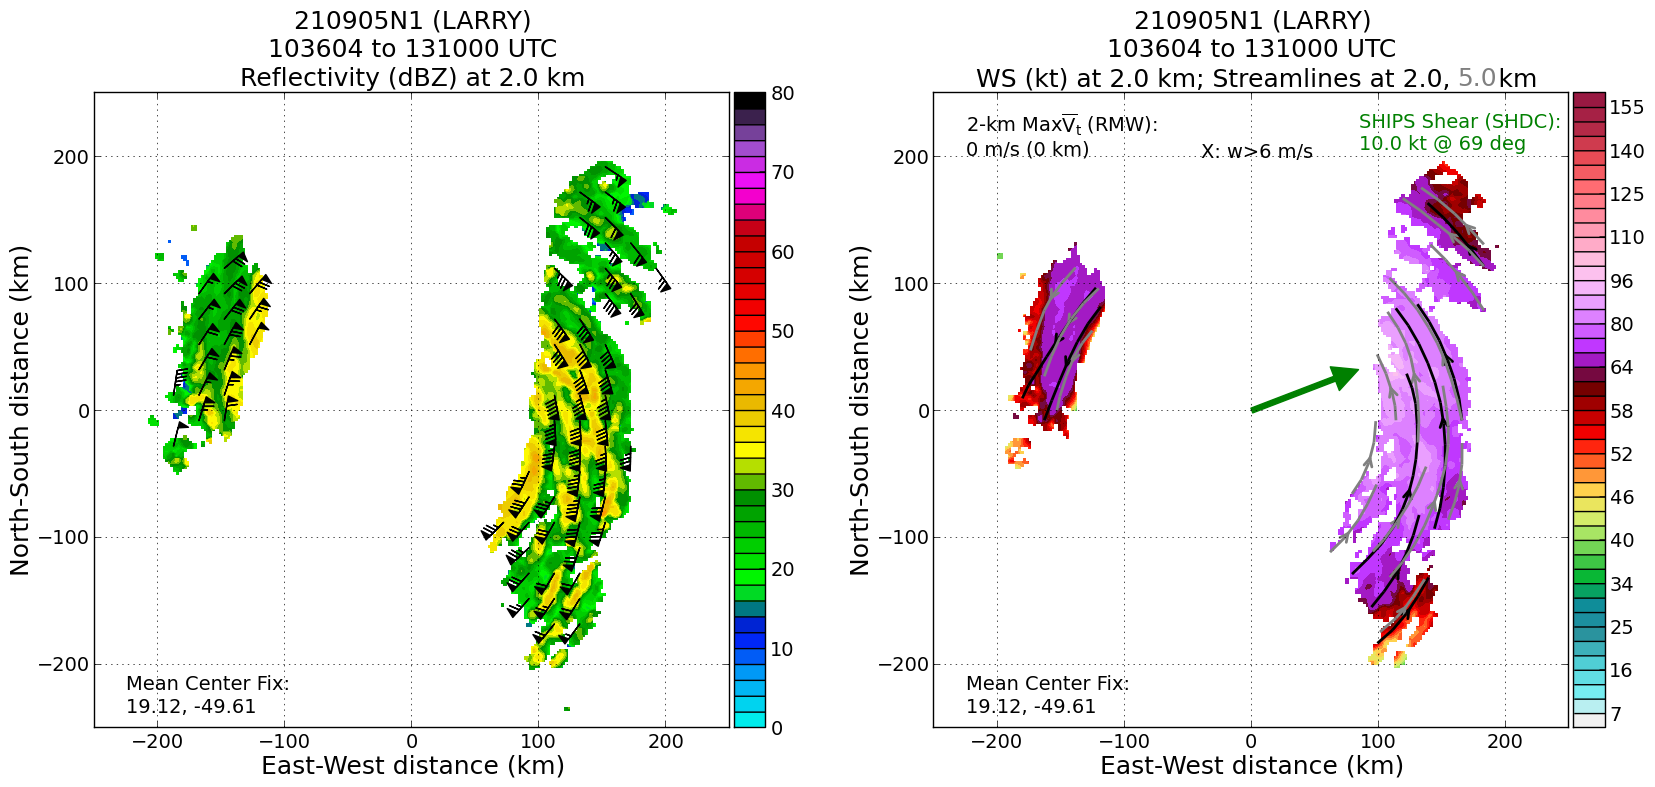 210905N1 (LARRY)
103604 to 131000 UTC
Reflectivity (dBZ) at 2.0 km
North-South distance (km)
200
100
0
−100
−200
Mean Center Fix:
19.12, -49.61
−200 −100 0 100 200
East-West distance (km)
80
70
60
50
40
30
20
10
0
210905N1 (LARRY)
103604 to 131000 UTC
WS (kt) at 2.0 km; Streamlines at 2.0, 5.0 km
North-South distance (km)
200
100
0
−100
−200
2-km Max V̅t (RMW):
0 m/s (0 km)
X: w>6 m/s
SHIPS Shear (SHDC):
10.0 kt @ 69 deg
Mean Center Fix:
19.12, -49.61
−200 −100 0 100 200
East-West distance (km)
155
140
125
110
96
80
64
58
52
46
40
34
25
16
7